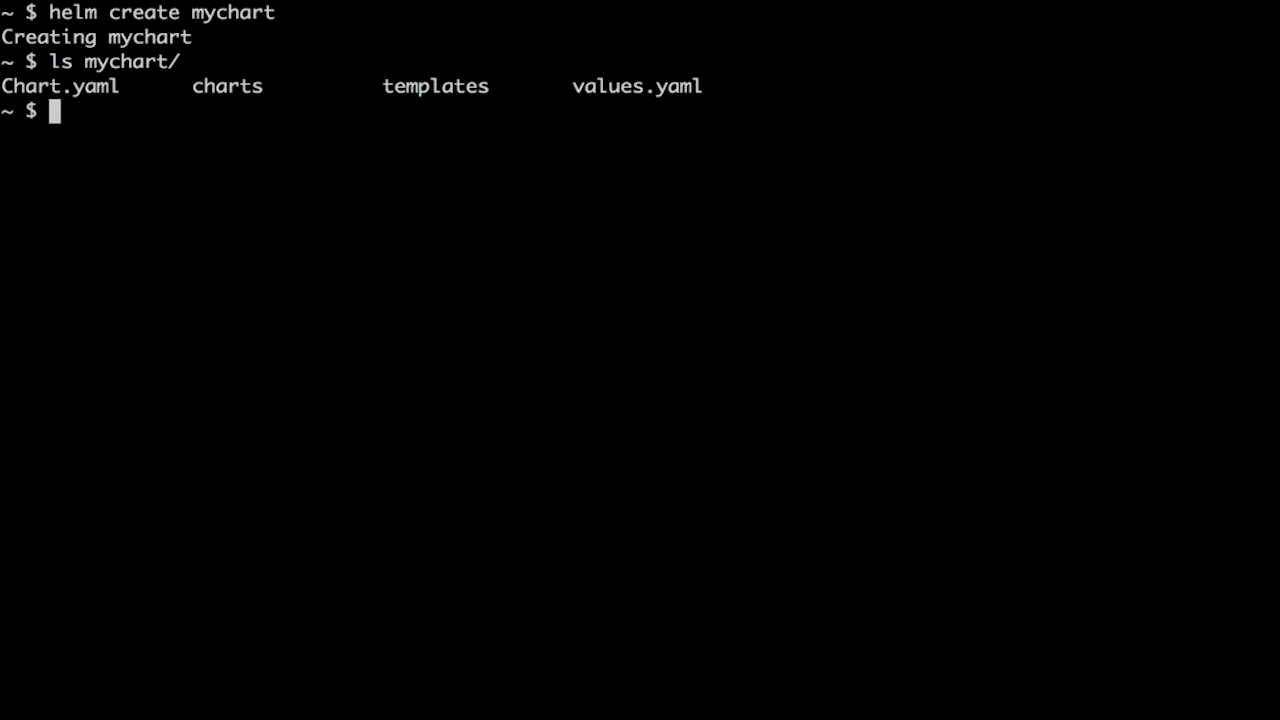 ~ $ helm create mychart
Creating mychart
~ $ ls mychart/
Chart.yaml      charts          templates       values.yaml
~ $